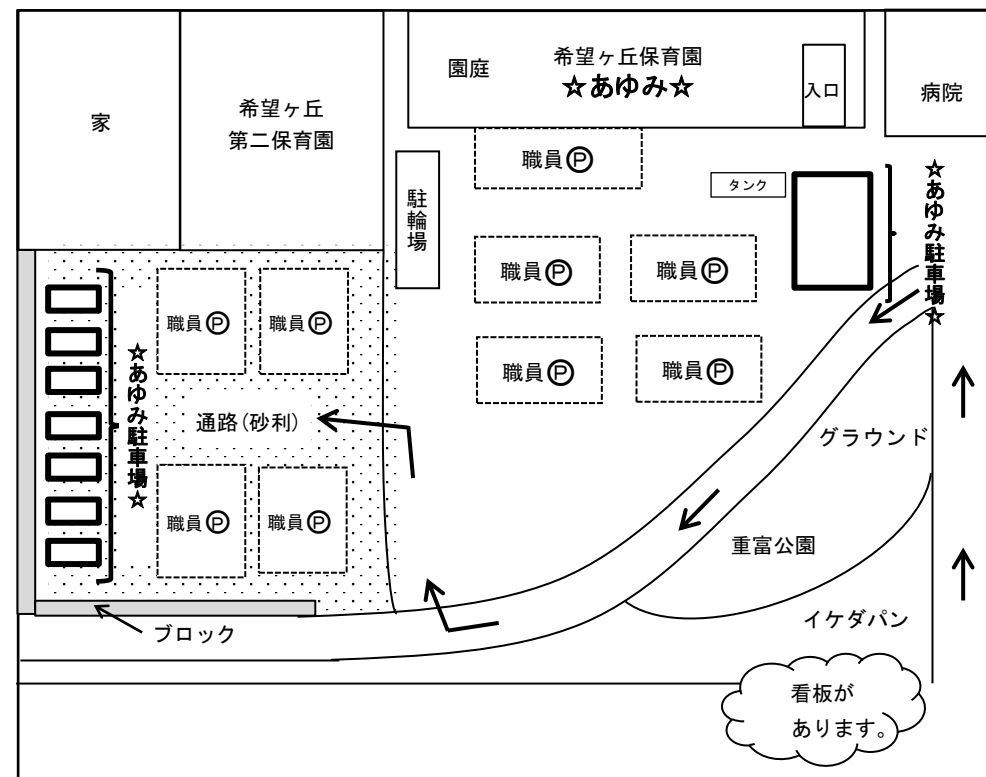 家
希望ヶ丘
第二保育園
園庭
希望ヶ丘保育園
☆あゆみ☆
入口
病院
職員Ⓟ
駐輪場
タンク
☆あゆみ駐車場☆
職員Ⓟ
職員Ⓟ
職員Ⓟ
職員Ⓟ
職員Ⓟ
職員Ⓟ
☆あゆみ駐車場☆
通路(砂利)
職員Ⓟ
職員Ⓟ
グラウンド
重富公園
イケダパン
ブロック
看板が
あります。